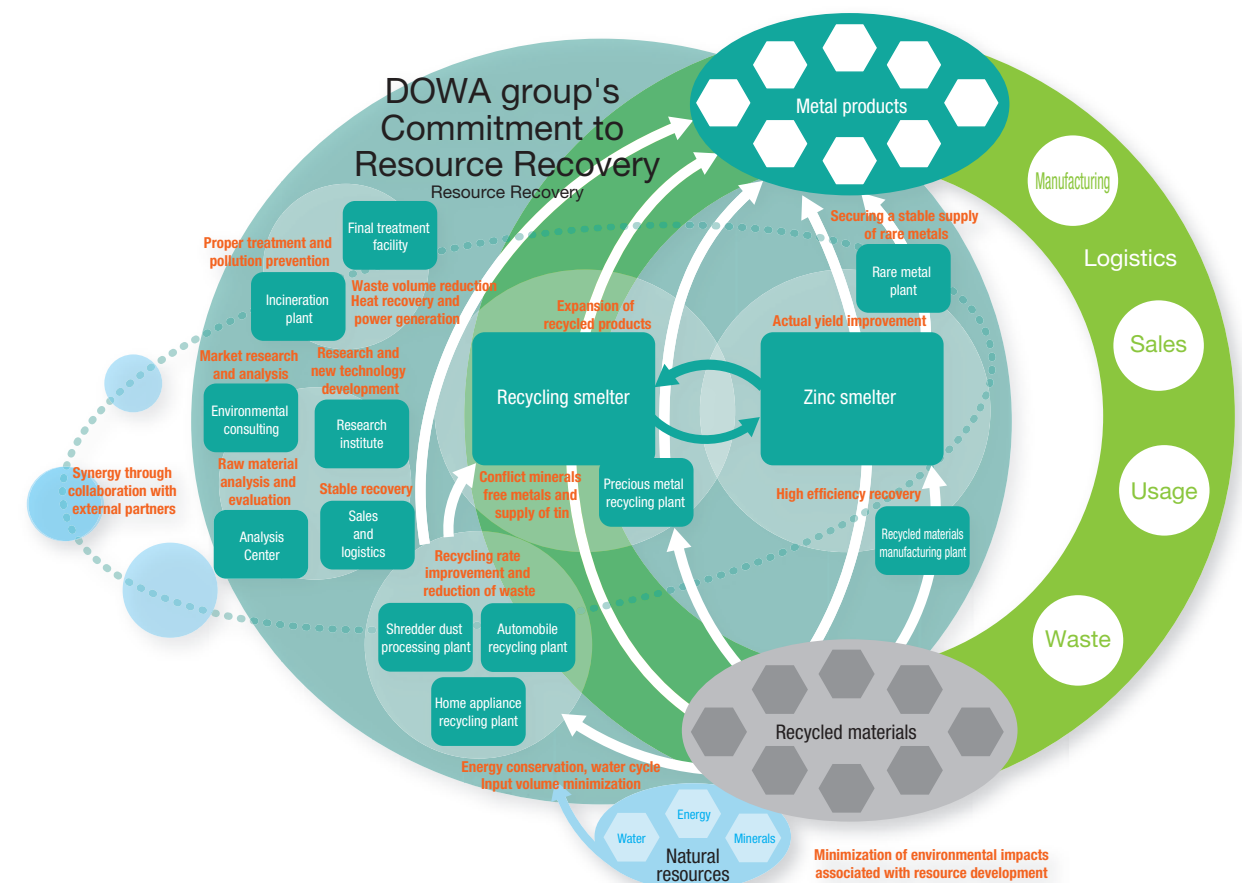 DOWA group's
Commitment to
Resource Recovery
Resource Recovery
Metal products
Manufacturing
Logistics
Sales
Usage
Waste
Final treatment
facility
Proper treatment and
pollution prevention
Incineration
plant
Waste volume reduction
Heat recovery and
power generation
Securing a stable supply
of rare metals
Rare metal
plant
Expansion of
recycled products
Actual yield improvement
Market research
and analysis
Research and
new technology
development
Environmental
consulting
Research
institute
Recycling smelter
Zinc smelter
Synergy through
collaboration with
external partners
Raw material
analysis and
evaluation
Stable recovery
Analysis
Center
Sales
and
logistics
Conflict minerals
free metals and
supply of tin
Precious metal
recycling plant
High efficiency recovery
Recycled materials
manufacturing plant
Recycling rate
improvement and
reduction of waste
Shredder dust
processing plant
Automobile
recycling plant
Home appliance
recycling plant
Recycled materials
Energy conservation, water cycle
Input volume minimization
Water
Energy
Minerals
Natural
resources
Minimization of environmental impacts
associated with resource development